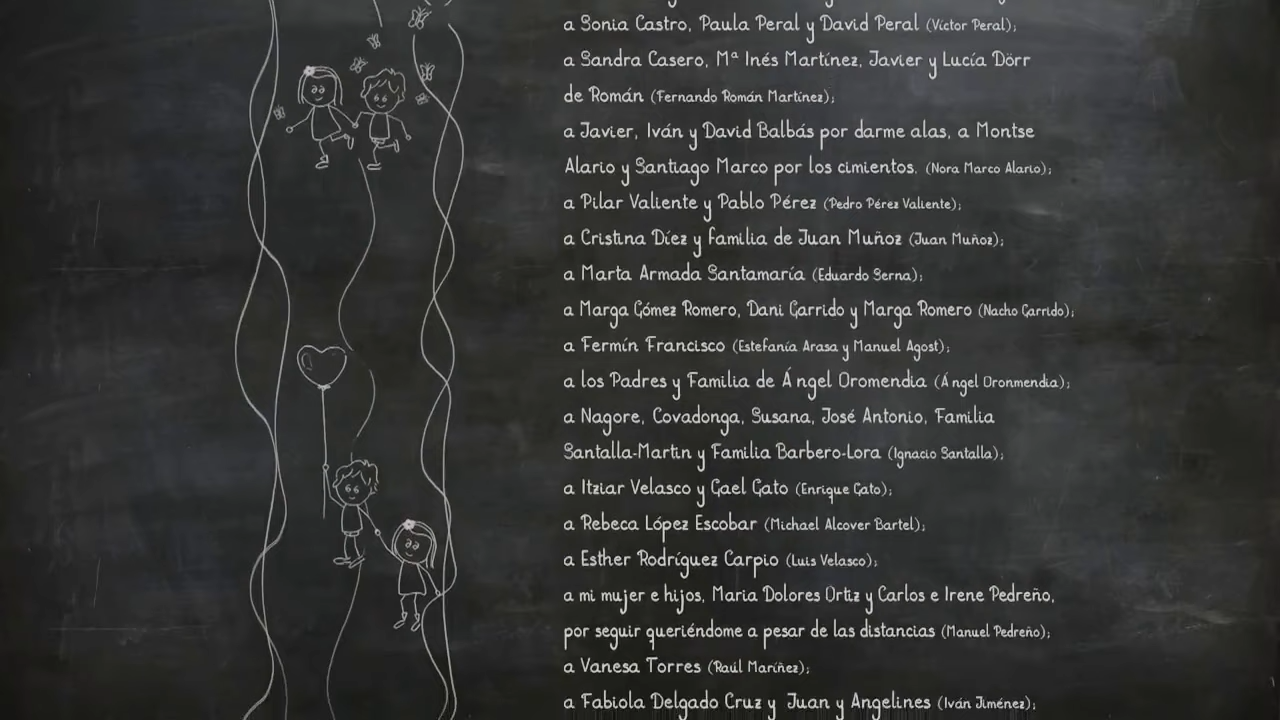 a Sonia Castro, Paula Peral y David Peral (Víctor Peral);
a Sandra Casero, Mª Inés Martínez, Javier y Lucía Dörr
de Román (Fernando Román Martínez);
a Javier, Iván y David Balbás por darme alas, a Montse
Alario y Santiago Marco por los cimientos. (Nora Marco Alario);
a Pilar Valiente y Pablo Pérez (Pedro Pérez Valiente);
a Cristina Díez y familia de Juan Muñoz (Juan Muñoz);
a Marta Armada Santamaría (Eduardo Serna);
a Marga Gómez Romero, Dani Garrido y Marga Romero (Nacho Garrido);
a Fermín Francisco (Estefanía Arasa y Manuel Agost);
a los Padres y Familia de Ángel Oromendia (Ángel Oronmendia);
a Nagore, Covadonga, Susana, José Antonio, Familia
Santalla-Martin y Familia Barbero-Lora (Ignacio Santalla);
a Itziar Velasco y Gael Gato (Enrique Gato);
a Rebeca López Escobar (Michael Alcover Bartel);
a Esther Rodríguez Carpio (Luis Velasco);
a mi mujer e hijos, Maria Dolores Ortiz y Carlos e Irene Pedreño,
por seguir queriéndome a pesar de las distancias (Manuel Pedreño);
a Vanesa Torres (Raúl Maríñez);
a Fabiola Delgado Cruz y Juan y Angelines (Iván Jiménez);